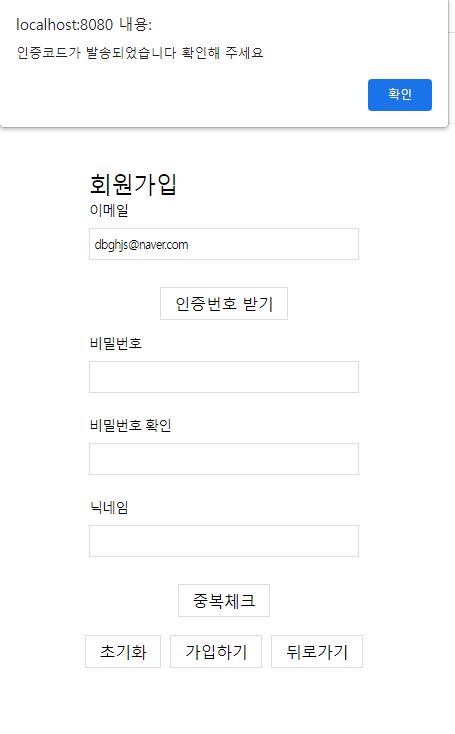 localhost:8080 내용:
인증코드가 발송되었습니다 확인해 주세요
확인
회원가입
이메일
dbghjs@naver.com
인증번호 받기
비밀번호
비밀번호 확인
닉네임
중복체크
초기화 가입하기 뒤로가기